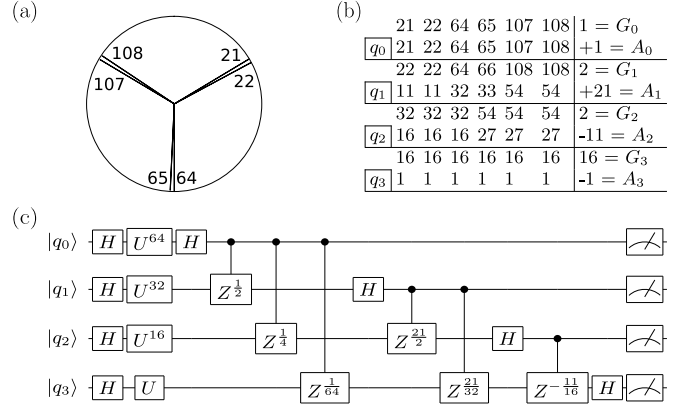 (a)
108
21
107
22
65
64
(b)
21 22 64 65 107 108 1 = G₀
q₀ 21 22 64 65 107 108 +1 = A₀
22 22 64 66 108 108 2 = G₁
q₁ 11 11 32 33 54 54 +21 = A₁
32 32 32 54 54 54 2 = G₂
q₂ 16 16 16 27 27 27 -11 = A₂
16 16 16 16 16 16 16 = G₃
q₃ 1 1 1 1 1 1 -1 = A₃
(c)
|q₀⟩ H U⁶⁴ H
|q₁⟩ H U³² Z^{1/2} H
|q₂⟩ H U¹⁶ Z^{1/4} Z^{21/2} H
|q₃⟩ H U Z^{1/64} Z^{21/32} Z^{-11/16} H